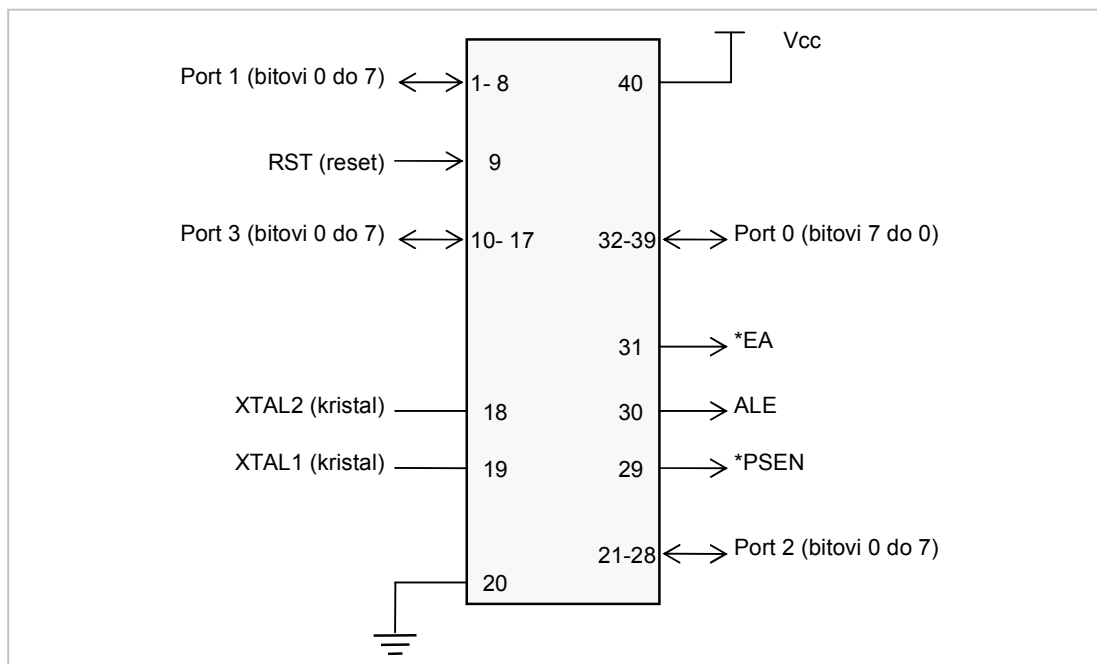 Vcc
Port 1 (bitovi 0 do 7)
1- 8
40
RST (reset)
9
Port 3 (bitovi 0 do 7)
10- 17
32-39
Port 0 (bitovi 7 do 0)
31
*EA
XTAL2 (kristal)
18
30
ALE
XTAL1 (kristal)
19
29
*PSEN
21-28
Port 2 (bitovi 0 do 7)
20